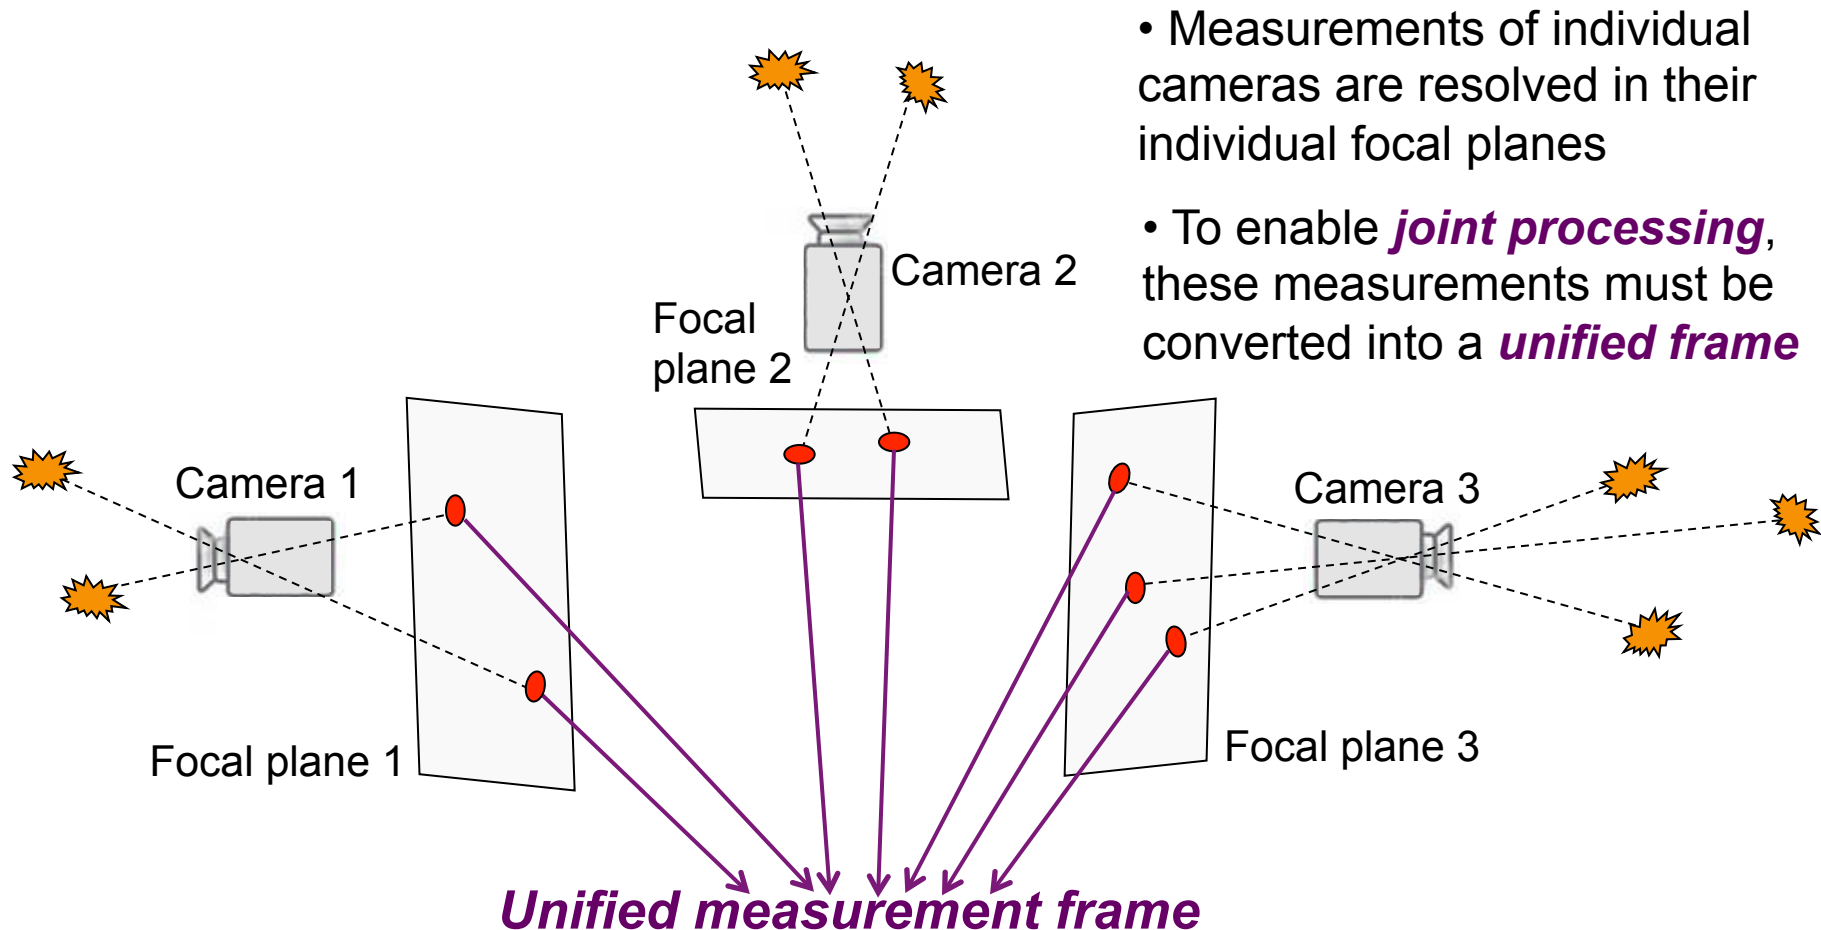 • Measurements of individual
cameras are resolved in their
individual focal planes
• To enable joint processing,
these measurements must be
converted into a unified frame
Camera 2
Focal
plane 2
Camera 1
Camera 3
Focal plane 1
Focal plane 3
Unified measurement frame